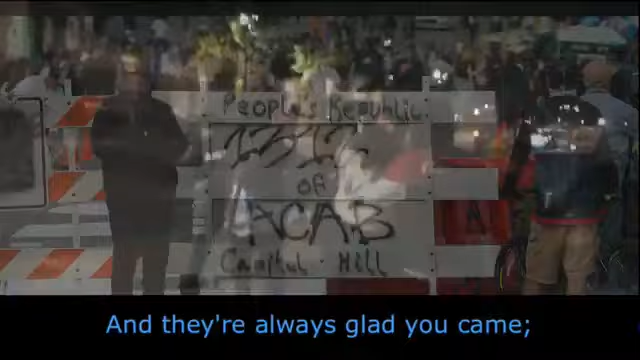 People's Republic
1312
OF
ACAB
Capitol Hill
And they're always glad you came;